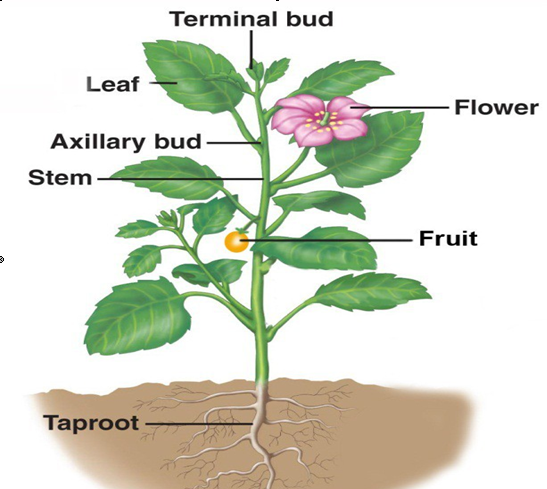 Terminal bud
Leaf
Flower
Axillary bud
Stem
Fruit
Taproot